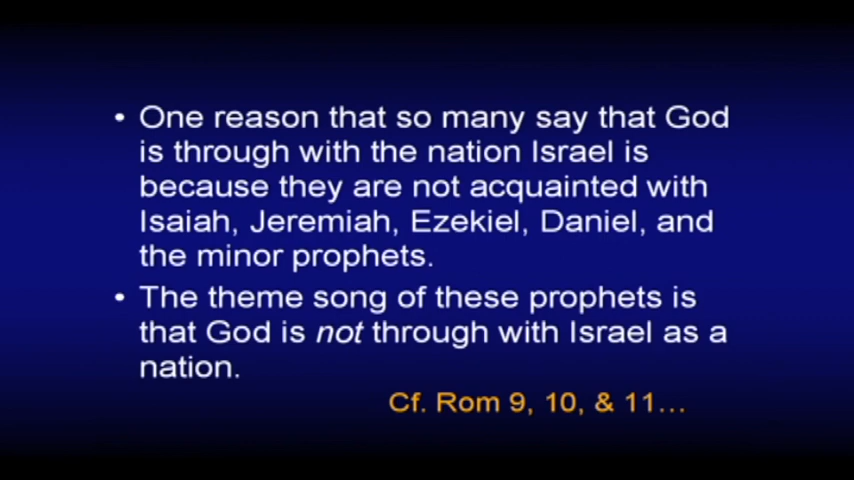 • One reason that so many say that God
is through with the nation Israel is
because they are not acquainted with
Isaiah, Jeremiah, Ezekiel, Daniel, and
the minor prophets.
• The theme song of these prophets is
that God is not through with Israel as a
nation.
Cf. Rom 9, 10, & 11...